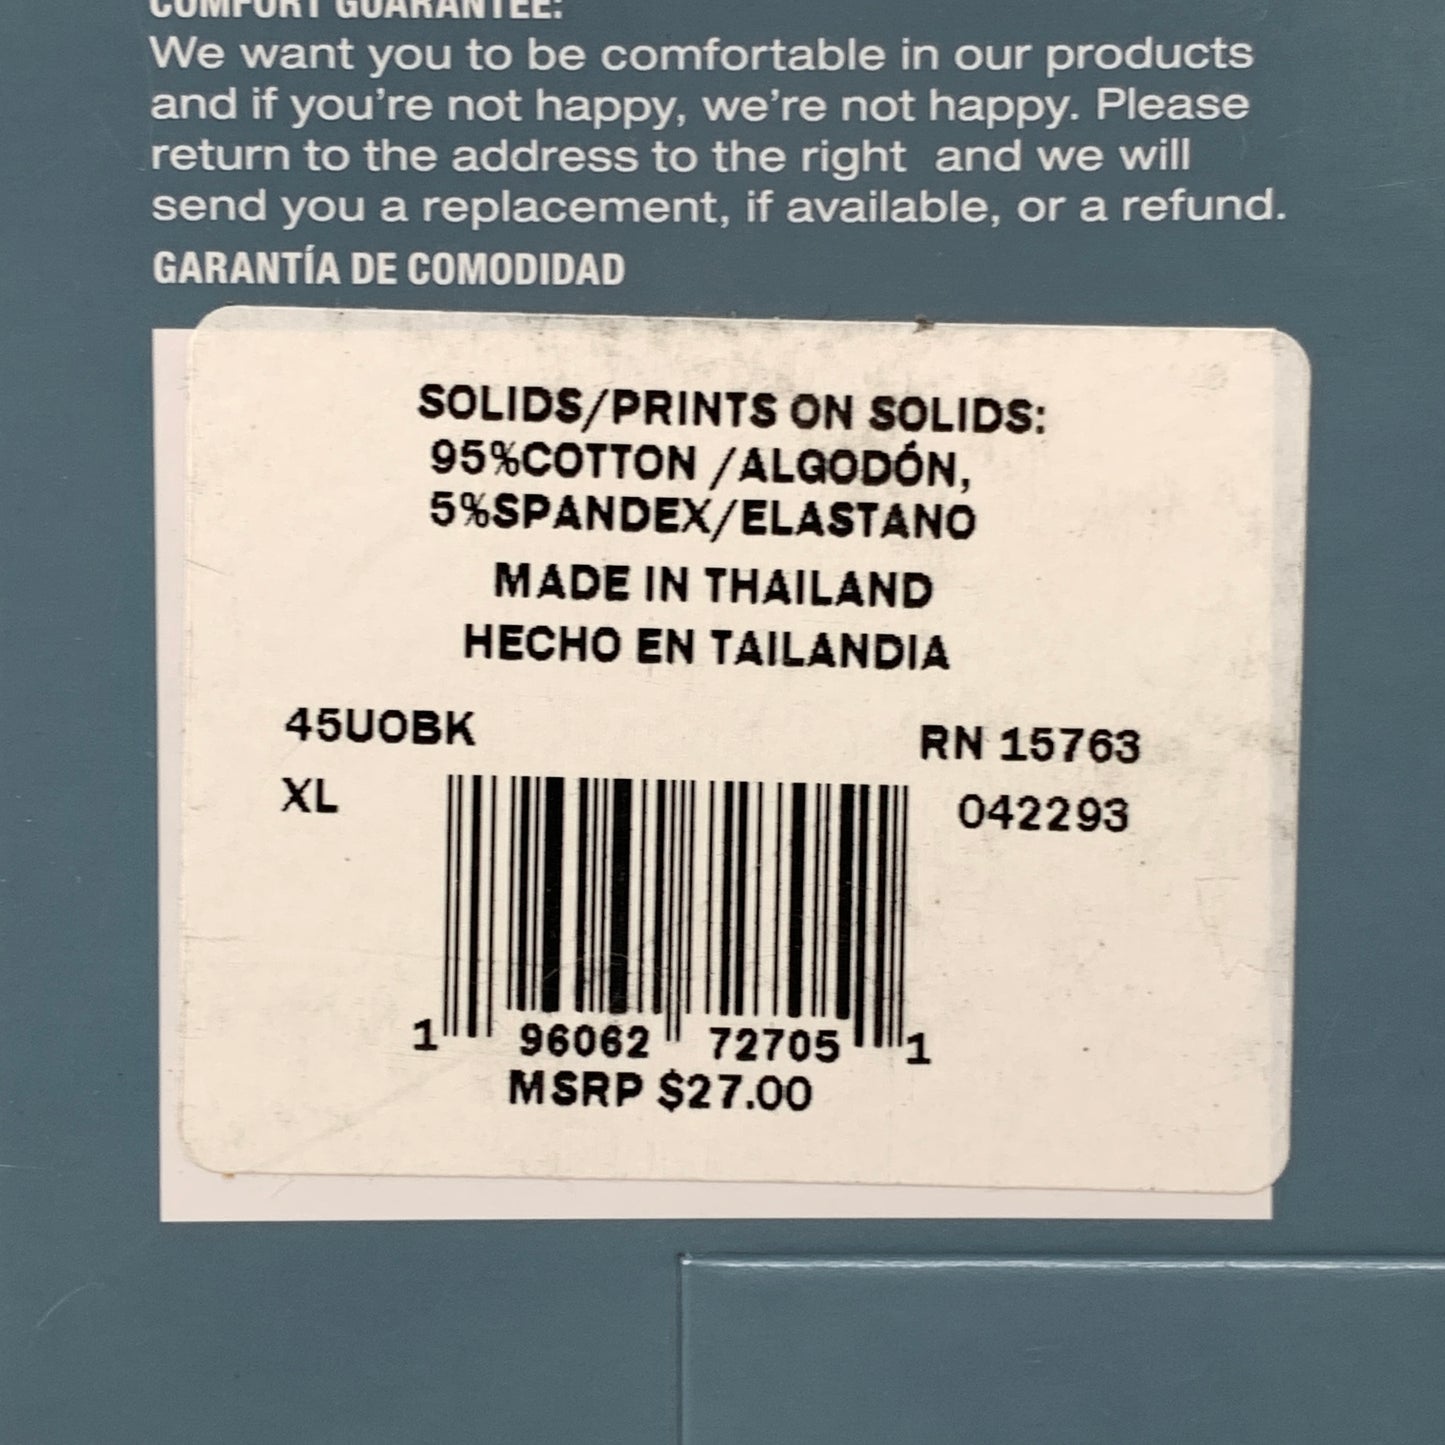 COMFORT GUARANTEE:
We want you to be comfortable in our products
and if you're not happy, we're not happy. Please
return to the address to the right and we will
send you a replacement, if available, or a refund.
GARANTÍA DE COMODIDAD
SOLIDS/PRINTS ON SOLIDS:
95%COTTON /ALGODÓN,
5%SPANDEX/ELASTANO
MADE IN THAILAND
HECHO EN TAILANDIA
45UOBK
RN 15763
XL
042293
1 96062 72705 1
MSRP $27.00